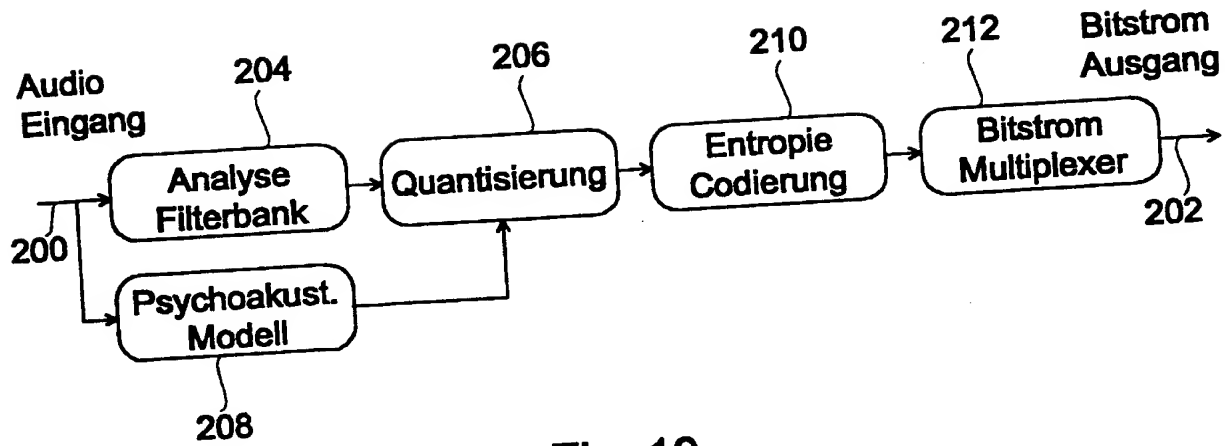 Audio
Eingang
204
206
210
212
Bitstrom
Ausgang
Analyse
Filterbank
Quantisierung
Entropie
Codierung
Bitstrom
Multiplexer
200
202
Psychoakust.
Modell
208